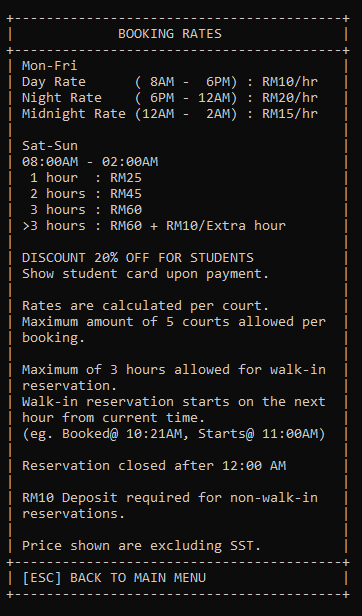 BOOKING RATES
Mon-Fri
Day Rate      ( 8AM -  6PM) : RM10/hr
Night Rate    ( 6PM - 12AM) : RM20/hr
Midnight Rate (12AM -  2AM) : RM15/hr
Sat-Sun
08:00AM - 02:00AM
 1 hour  : RM25
 2 hours : RM45
 3 hours : RM60
>3 hours : RM60 + RM10/Extra hour
DISCOUNT 20% OFF FOR STUDENTS
Show student card upon payment.
Rates are calculated per court.
Maximum amount of 5 courts allowed per
booking.
Maximum of 3 hours allowed for walk-in
reservation.
Walk-in reservation starts on the next
hour from current time.
(eg. Booked@ 10:21AM, Starts@ 11:00AM)
Reservation closed after 12:00 AM
RM10 Deposit required for non-walk-in
reservations.
Price shown are excluding SST.
[ESC] BACK TO MAIN MENU